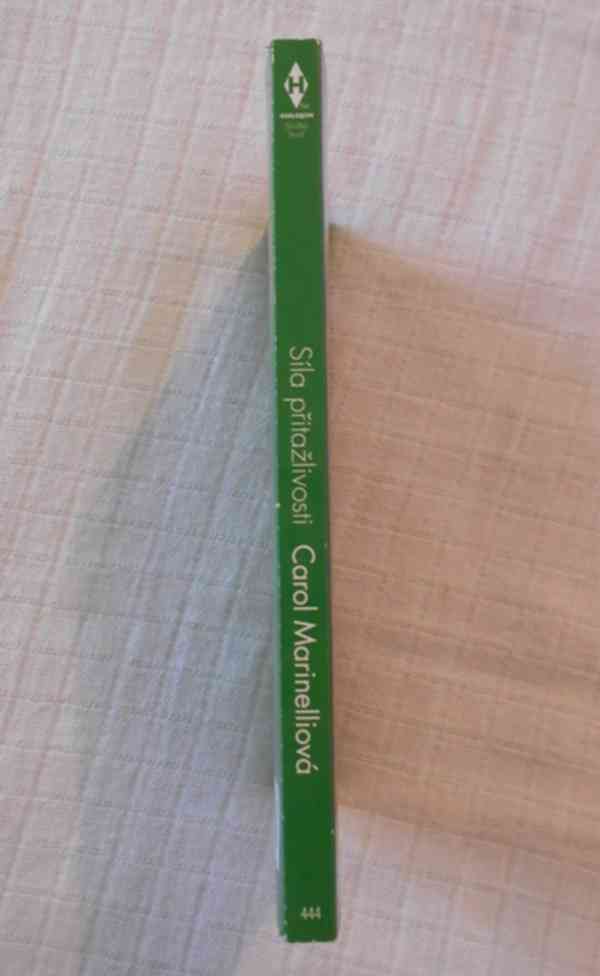 H
HARLEQUIN
Síla přitažlivosti Carol Marinelliová
444